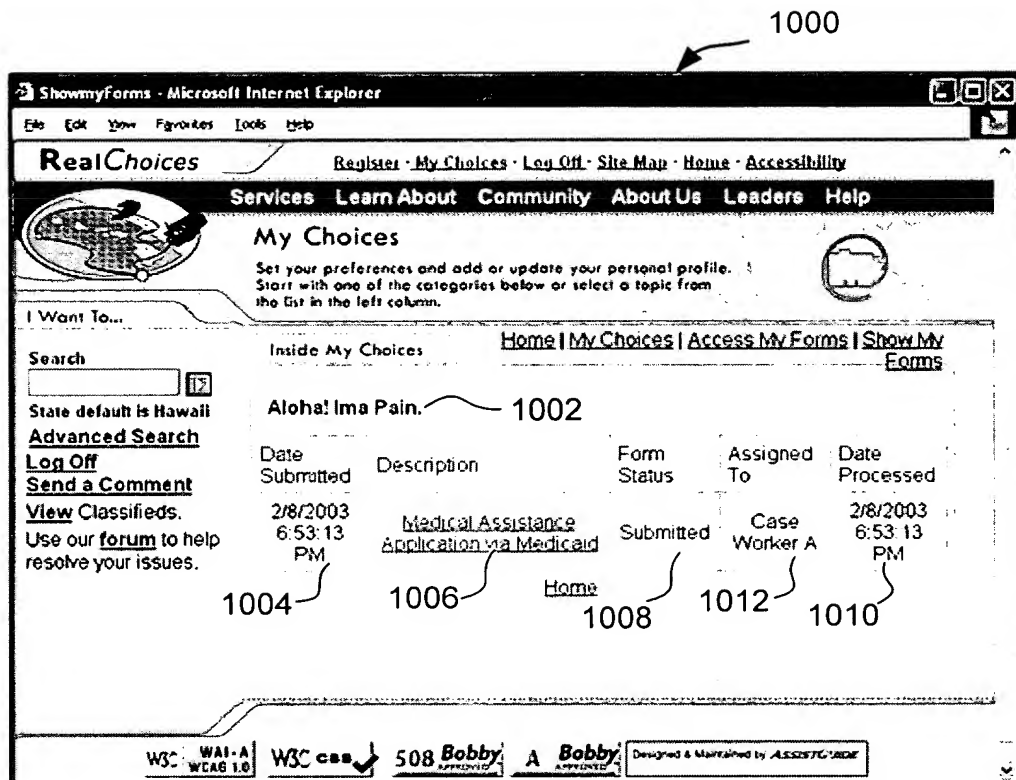 1000
ShowmyForms - Microsoft Internet Explorer
File Edit View Favorites Tools Help
RealChoices
Register · My Choices · Log Off · Site Map · Home · Accessibility
Services Learn About Community About Us Leaders Help
My Choices
Set your preferences and add or update your personal profile.
Start with one of the categories below or select a topic from
the list in the left column.
I Want To...
Inside My Choices
Home | My Choices | Access My Forms | Show My
Forms
Search
State default is Hawaii
Advanced Search
Log Off
Send a Comment
View Classifieds.
Use our forum to help
resolve your issues.
Aloha! Ima Pain. 1002
Date
Submitted
Description
Form
Status
Assigned
To
Date
Processed
2/8/2003
6:53:13
PM
Medical Assistance
Application via Medicaid
Submitted
Case
Worker A
2/8/2003
6:53:13
PM
Home
1004 1006 1008 1012 1010
W3C WAI-A
WCAG 1.0
W3C css
508 Bobby
APPROVED
A Bobby
APPROVED
Designed & Maintained by ASSISTGUIDE